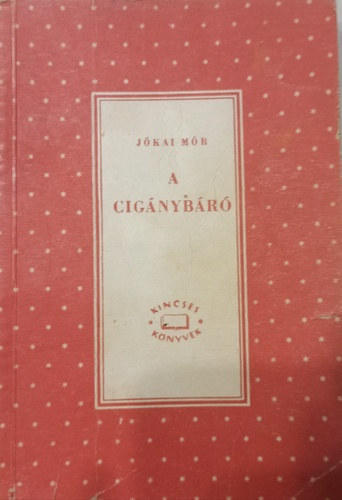 JÓKAI MÓR
A
CIGÁNYBÁRÓ
KINCSES
KÖNYVEK